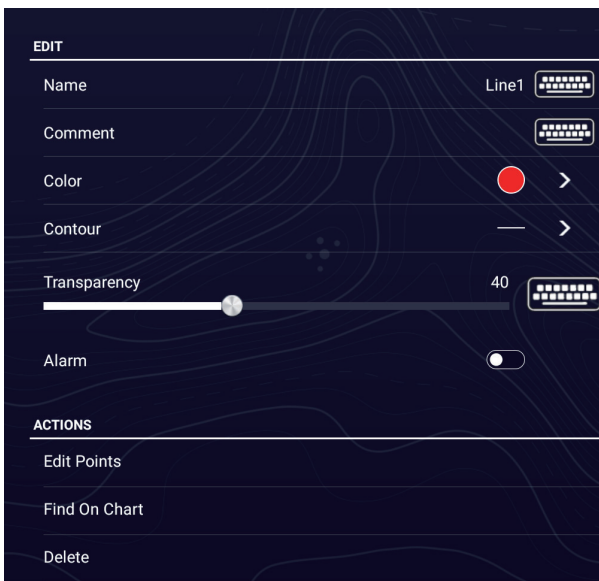 EDIT
Name Line1
Comment
Color
Contour
Transparency 40
Alarm
ACTIONS
Edit Points
Find On Chart
Delete